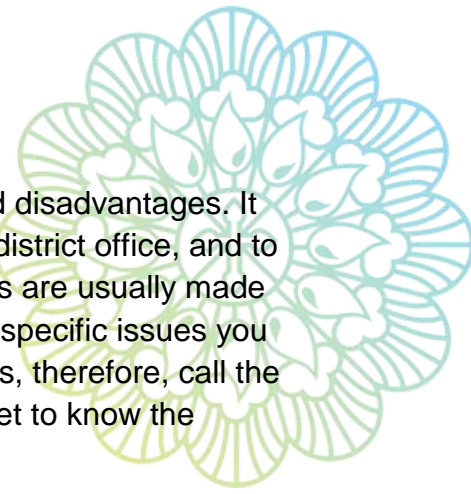 d disadvantages. It
district office, and to
s are usually made
specific issues you
s, therefore, call the
et to know the